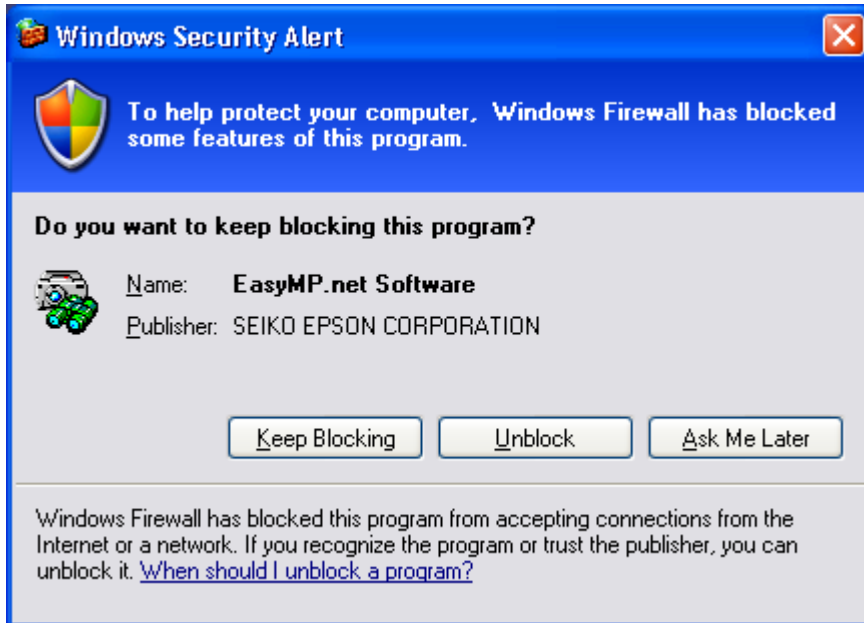 Windows Security Alert
To help protect your computer, Windows Firewall has blocked
some features of this program.
Do you want to keep blocking this program?
Name: EasyMP.net Software
Publisher: SEIKO EPSON CORPORATION
Keep Blocking Unblock Ask Me Later
Windows Firewall has blocked this program from accepting connections from the
Internet or a network. If you recognize the program or trust the publisher, you can
unblock it. When should I unblock a program?